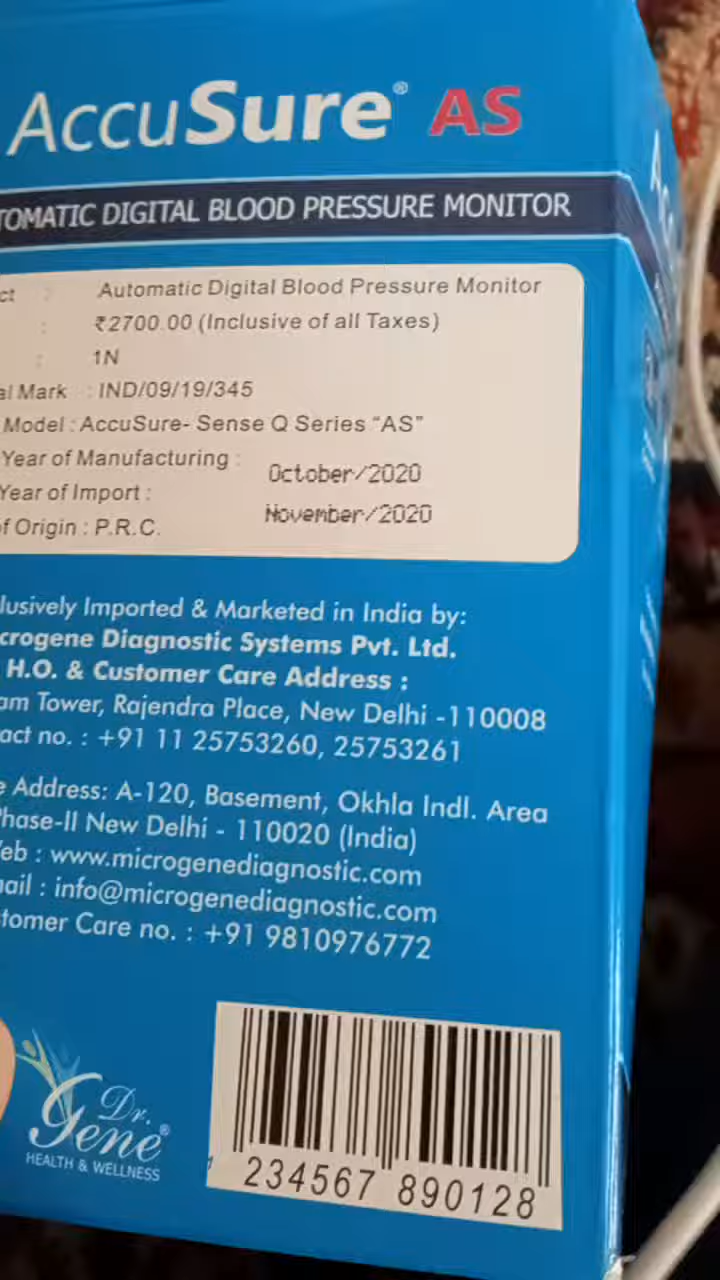 AccuSure® AS
TOMATIC DIGITAL BLOOD PRESSURE MONITOR
ct : Automatic Digital Blood Pressure Monitor
: ₹2700.00 (Inclusive of all Taxes)
: 1N
al Mark : IND/09/19/345
Model : AccuSure- Sense Q Series "AS"
Year of Manufacturing : October/2020
Year of Import : November/2020
of Origin : P.R.C.
lusively Imported & Marketed in India by:
crogene Diagnostic Systems Pvt. Ltd.
H.O. & Customer Care Address :
am Tower, Rajendra Place, New Delhi -110008
act no. : +91 11 25753260, 25753261
e Address: A-120, Basement, Okhla Indl. Area
Phase-II New Delhi - 110020 (India)
eb : www.microgenediagnostic.com
ail : info@microgenediagnostic.com
tomer Care no. : +91 9810976772
Dr.
Gene®
HEALTH & WELLNESS
234567 890128